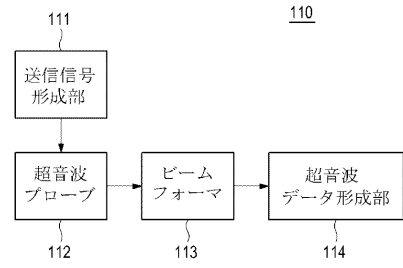 111
110
送信信号
形成部
超音波
プローブ
ビーム
フォーマ
超音波
データ形成部
112
113
114